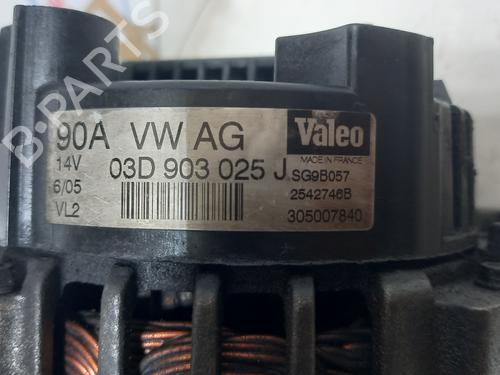 B-PARTS
90A VW AG
14V
6/05
VL2
03D 903 025 J
Valeo
MADE IN FRANCE
SG9B057
2542746B
305007840